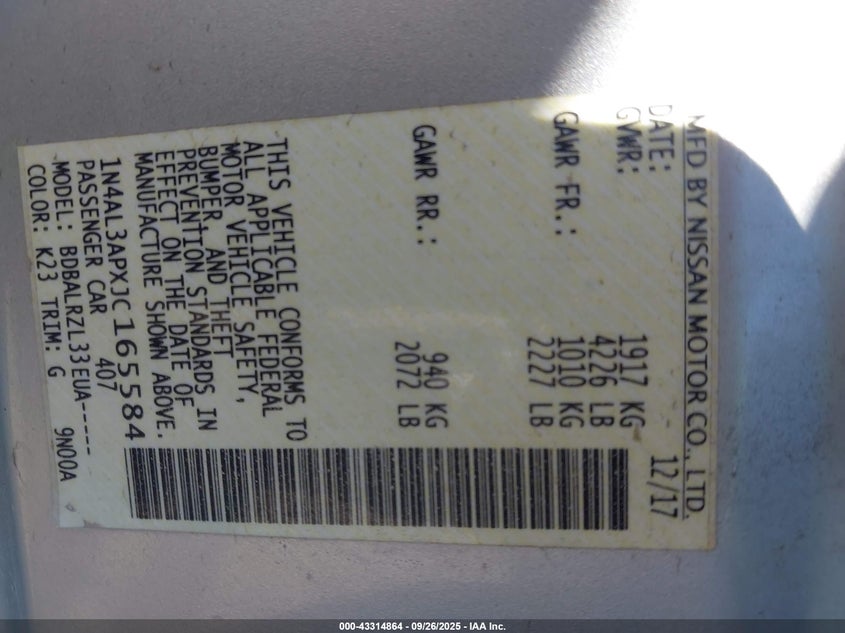 MFD BY NISSAN MOTOR CO., LTD.
DATE: 12/17
GVWR: 1917 KG
4226 LB
GAWR FR.: 1010 KG
2227 LB
GAWR RR.: 940 KG
2072 LB
THIS VEHICLE CONFORMS TO
ALL APPLICABLE FEDERAL
MOTOR VEHICLE SAFETY,
BUMPER, AND THEFT
PREVENTION STANDARDS IN
EFFECT ON THE DATE OF
MANUFACTURE SHOWN ABOVE.
1N4AL3APXJC165584
PASSENGER CAR 407
MODEL: BDBALRZL33EUA-----
COLOR: K23 TRIM: G 9N00A
000-43314864 - 09/26/2025 - IAA Inc.